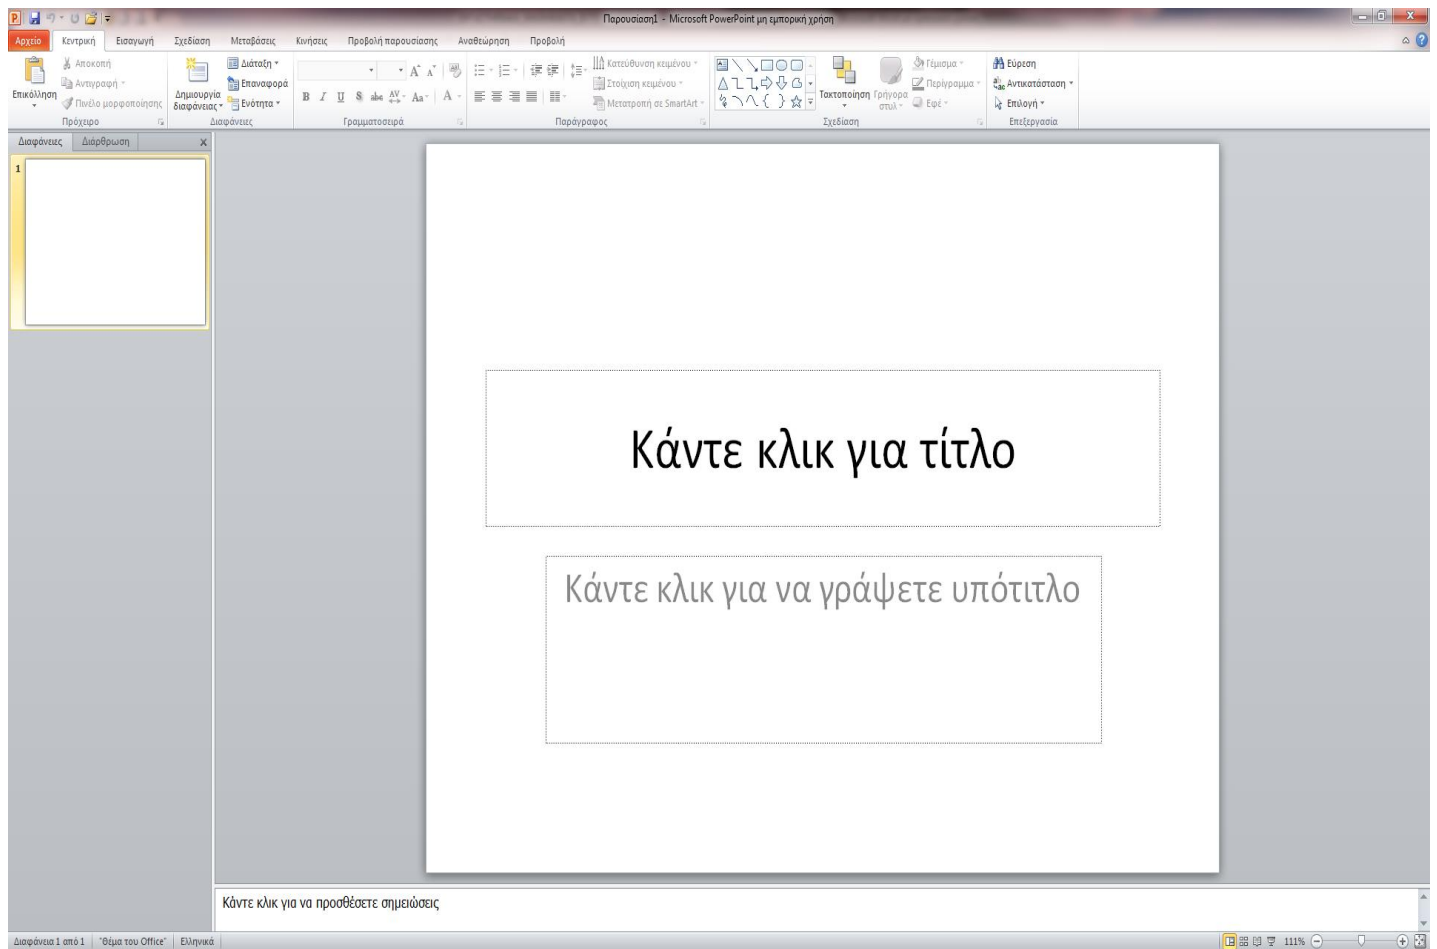 Παρουσίαση1 - Microsoft PowerPoint μη εμπορική χρήση
Αρχείο Κεντρική Εισαγωγή Σχεδίαση Μεταβάσεις Κινήσεις Προβολή παρουσίασης Αναθεώρηση Προβολή
Επικόλληση
Αποκοπή
Αντιγραφή
Πινέλο μορφοποίησης
Πρόχειρο
Δημιουργία
διαφάνειας
Διάταξη
Επαναφορά
Ενότητα
Διαφάνειες
B I U S abc AV Aa A
Γραμματοσειρά
Κατεύθυνση κειμένου
Στοίχιση κειμένου
Μετατροπή σε SmartArt
Παράγραφος
Τακτοποίηση
Γρήγορα
στυλ
Γέμισμα
Περίγραμμα
Εφέ
Σχεδίαση
Εύρεση
Αντικατάσταση
Επιλογή
Επεξεργασία
Διαφάνειες Διάρθρωση
1
Κάντε κλικ για τίτλο
Κάντε κλικ για να γράψετε υπότιτλο
Κάντε κλικ για να προσθέσετε σημειώσεις
Διαφάνεια 1 από 1 "Θέμα του Office" Ελληνικά 111%